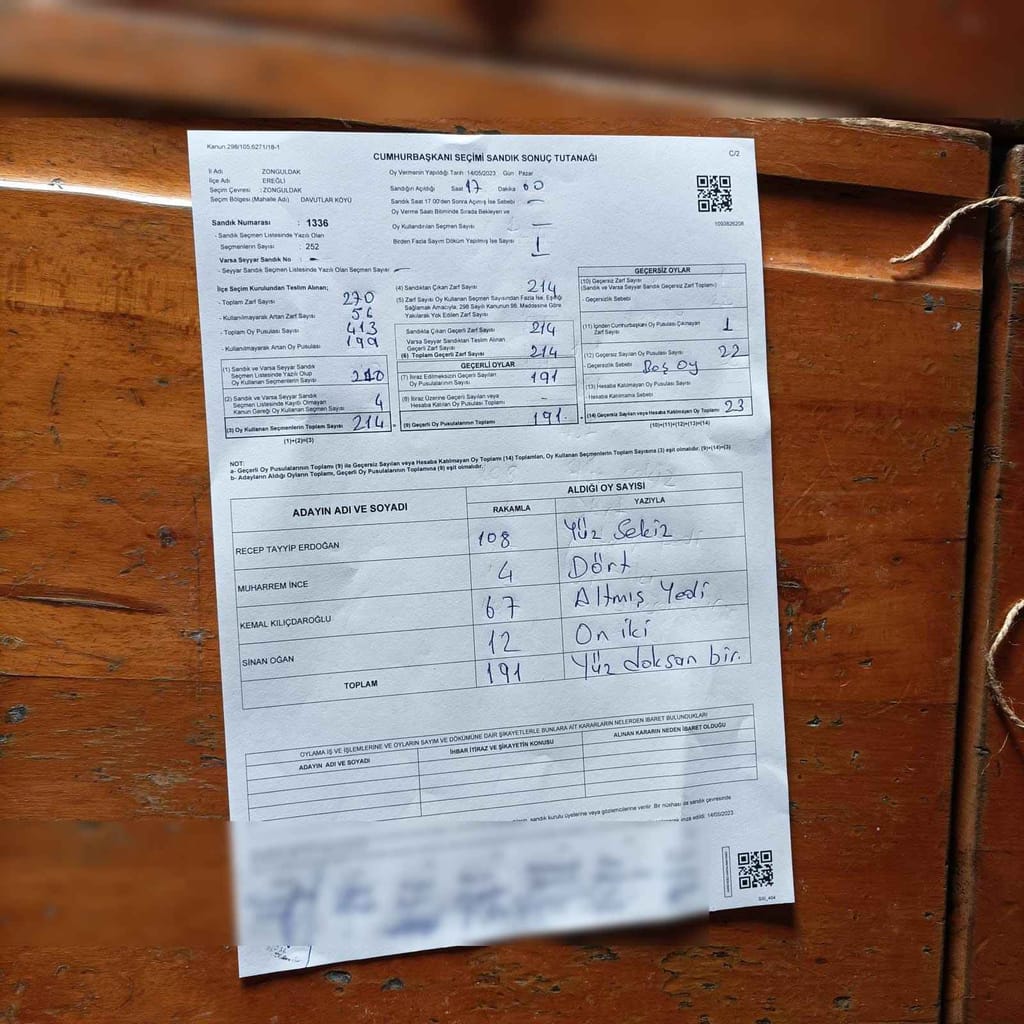 Kanun:298/105,6271/18-1
C/2
CUMHURBAŞKANI SEÇİMİ SANDIK SONUÇ TUTANAĞI
İl Adı ZONGULDAK
İlçe Adı EREĞLİ
Seçim Çevresi : ZONGULDAK
Seçim Bölgesi (Mahalle Adı) DAVUTLAR KÖYÜ
Oy Vermenin Yapıldığı Tarih :14/05/2023 Gün : Pazar
Sandığın Açıldığı Saat 17 Dakika 00
Sandık Saat 17.00'den Sonra Açılmış İse Sebebi —
Oy Verme Saati Bitiminde Sırada Bekleyen ve
Oy Kullandırılan Seçmen Sayısı —
Birden Fazla Sayım Döküm Yapılmış İse Sayısı 1
1093826208
Sandık Numarası : 1336
- Sandık Seçmen Listesinde Yazılı Olan
Seçmenlerin Sayısı : 252
Varsa Seyyar Sandık No : —
- Seyyar Sandık Seçmen Listesinde Yazılı Olan Seçmen Sayısı —
İlçe Seçim Kurulundan Teslim Alınan;
- Toplam Zarf Sayısı 270
- Kullanılmayarak Artan Zarf Sayısı 56
- Toplam Oy Pusulası Sayısı 413
- Kullanılmayarak Artan Oy Pusulası 199
(1) Sandık ve Varsa Seyyar Sandık
Seçmen Listesinde Yazılı Olup
Oy Kullanan Seçmenlerin Sayısı 210
(2) Sandık ve Varsa Seyyar Sandık
Seçmen Listesinde Kayıtlı Olmayan
Kanun Gereği Oy Kullanan Seçmen Sayısı 4
(3) Oy Kullanan Seçmenlerin Toplam Sayısı 214
(1)+(2)=(3)
(4) Sandıktan Çıkan Zarf Sayısı 214
(5) Zarf Sayısı Oy Kullanan Seçmen Sayısından Fazla İse, Eşitliği
Sağlamak Amacıyla; 298 Sayılı Kanunun 98. Maddesine Göre
Yakılarak Yok Edilen Zarf Sayısı
Sandıkta Çıkan Geçerli Zarf Sayısı 214
Varsa Seyyar Sandıktan Teslim Alınan
Geçerli Zarf Sayısı
(6) Toplam Geçerli Zarf Sayısı 214
GEÇERLİ OYLAR
(7) İtiraz Edilmeksizin Geçerli Sayılan
Oy Pusulalarının Sayısı 191
(8) İtiraz Üzerine Geçerli Sayılan veya
Hesaba Katılan Oy Pusulası Toplamı -
(9) Geçerli Oy Pusulalarının Toplamı 191.
GEÇERSİZ OYLAR
(10) Geçersiz Zarf Sayısı
(Sandık ve Varsa Seyyar Sandık Geçersiz Zarf Toplamı)
- Geçersizlik Sebebi
(11) İçinden Cumhurbaşkanı Oy Pusulası Çıkmayan
Zarf Sayısı 1
(12) Geçersiz Sayılan Oy Pusulası Sayısı 22
- Geçersizlik Sebebi Boş oy
(13) Hesaba Katılmayan Oy Pusulası Sayısı
- Hesaba Katılmama Sebebi
(14) Geçersiz Sayılan veya Hesaba Katılmayan Oy Toplamı 23
(10)+(11)+(12)+(13)=(14)
NOT:
a- Geçerli Oy Pusulalarının Toplamı (9) ile Geçersiz Sayılan veya Hesaba Katılmayan Oy Toplamı (14) Toplamları, Oy Kullanan Seçmenlerin Toplam Sayısına (3) eşit olmalıdır. (9)+(14)=(3)
b- Adayların Aldığı Oyların Toplamı, Geçerli Oy Pusulalarının Toplamına (9) eşit olmalıdır.
ADAYIN ADI VE SOYADI
ALDIĞI OY SAYISI
RAKAMLA YAZIYLA
RECEP TAYYİP ERDOĞAN 108 Yüz Sekiz
MUHARREM İNCE 4 Dört
KEMAL KILIÇDAROĞLU 67 Altmış Yedi
SİNAN OĞAN 12 On iki
TOPLAM 191 Yüz doksan bir.
OYLAMA İŞ VE İŞLEMLERİNE VE OYLARIN SAYIM VE DÖKÜMÜNE DAİR ŞİKAYETLERLE BUNLARA AİT KARARLARIN NELERDEN İBARET BULUNDUKLARI
ADAYIN ADI VE SOYADI
İHBAR İTİRAZ VE ŞİKAYETİN KONUSU
ALINAN KARARIN NEDEN İBARET OLDUĞU
sandık kurulu üyelerine veya gözlemcilerine verilir. Bir nüshası da sandık çevresinde
imza edildi. 14/05/2023